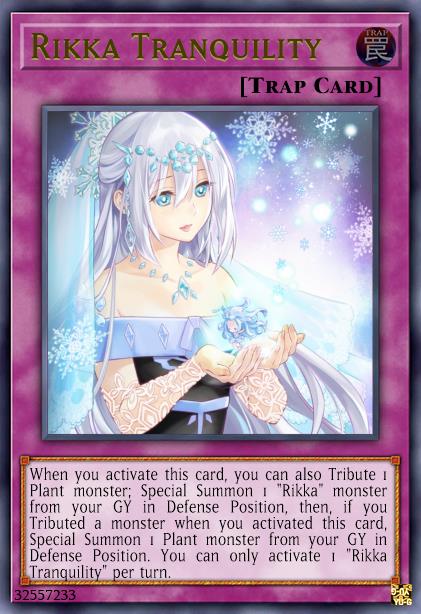 Rikka Tranquility
TRAP
罠
[Trap Card]
When you activate this card, you can also Tribute 1
Plant monster; Special Summon 1 "Rikka" monster
from your GY in Defense Position, then, if you
Tributed a monster when you activated this card,
Special Summon 1 Plant monster from your GY in
Defense Position. You can only activate 1 "Rikka
Tranquility" per turn.
32557233